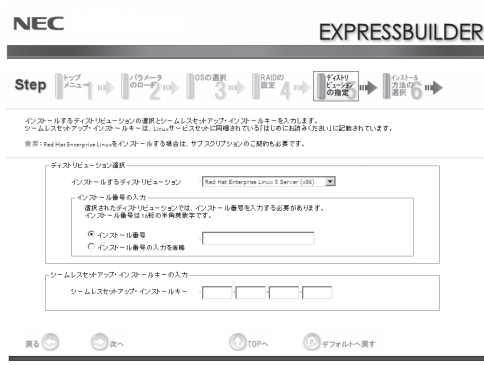 NEC
EXPRESSBUILDER
Step
トップメニュー 1
パラメータのロード 2
OSの選択 3
RAIDの設定 4
ディストリビューションの指定 5
インストール方法の選択 6
インストールするディストリビューションの選択とシームレスセットアップ・インストールキーを入力します。
シームレスセットアップ・インストールキーは、Linuxサービスセットに同梱されている「はじめにお読みください」に記載されています。
重要：Red Hat Enterprise Linuxをインストールする場合は、サブスクリプションのご契約も必要です。
ディストリビューション選択
インストールするディストリビューション : Red Hat Enterprise Linux 5 Server (x86)
インストール番号の入力
選択されたディストリビューションでは、インストール番号を入力する必要があります。
インストール番号は16桁の半角英数字です。
インストール番号 :
インストール番号の入力を省略
シームレスセットアップ・インストールキーの入力
シームレスセットアップ・インストールキー : - - -
戻る
次へ
TOPへ
デフォルトへ戻す